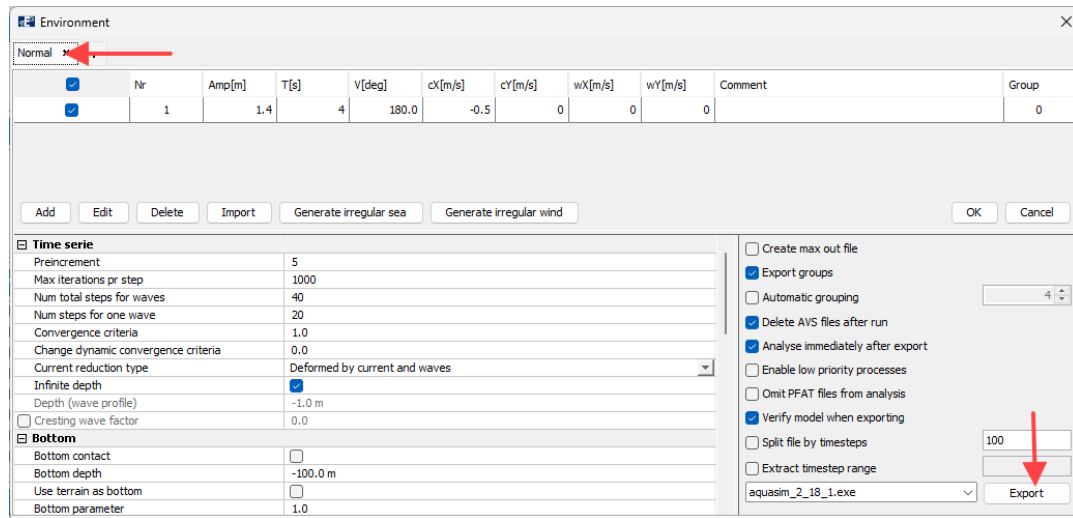 Environment
Normal
Nr Amp[m] T[s] V[deg] cX[m/s] cY[m/s] wX[m/s] wY[m/s] Comment Group
1 1.4 4 180.0 -0.5 0 0 0 0
Add Edit Delete Import Generate irregular sea Generate irregular wind OK Cancel
Time serie
Preincrement 5
Max iterations pr step 1000
Num total steps for waves 40
Num steps for one wave 20
Convergence criteria 1.0
Change dynamic convergence criteria 0.0
Current reduction type Deformed by current and waves
Infinite depth
Depth (wave profile) -1.0 m
Cresting wave factor 0.0
Bottom
Bottom contact
Bottom depth -100.0 m
Use terrain as bottom
Bottom parameter 1.0
Create max out file
Export groups
Automatic grouping 4
Delete AVS files after run
Analyse immediately after export
Enable low priority processes
Omit PFAT files from analysis
Verify model when exporting
Split file by timesteps 100
Extract timestep range
aquasim_2_18_1.exe Export